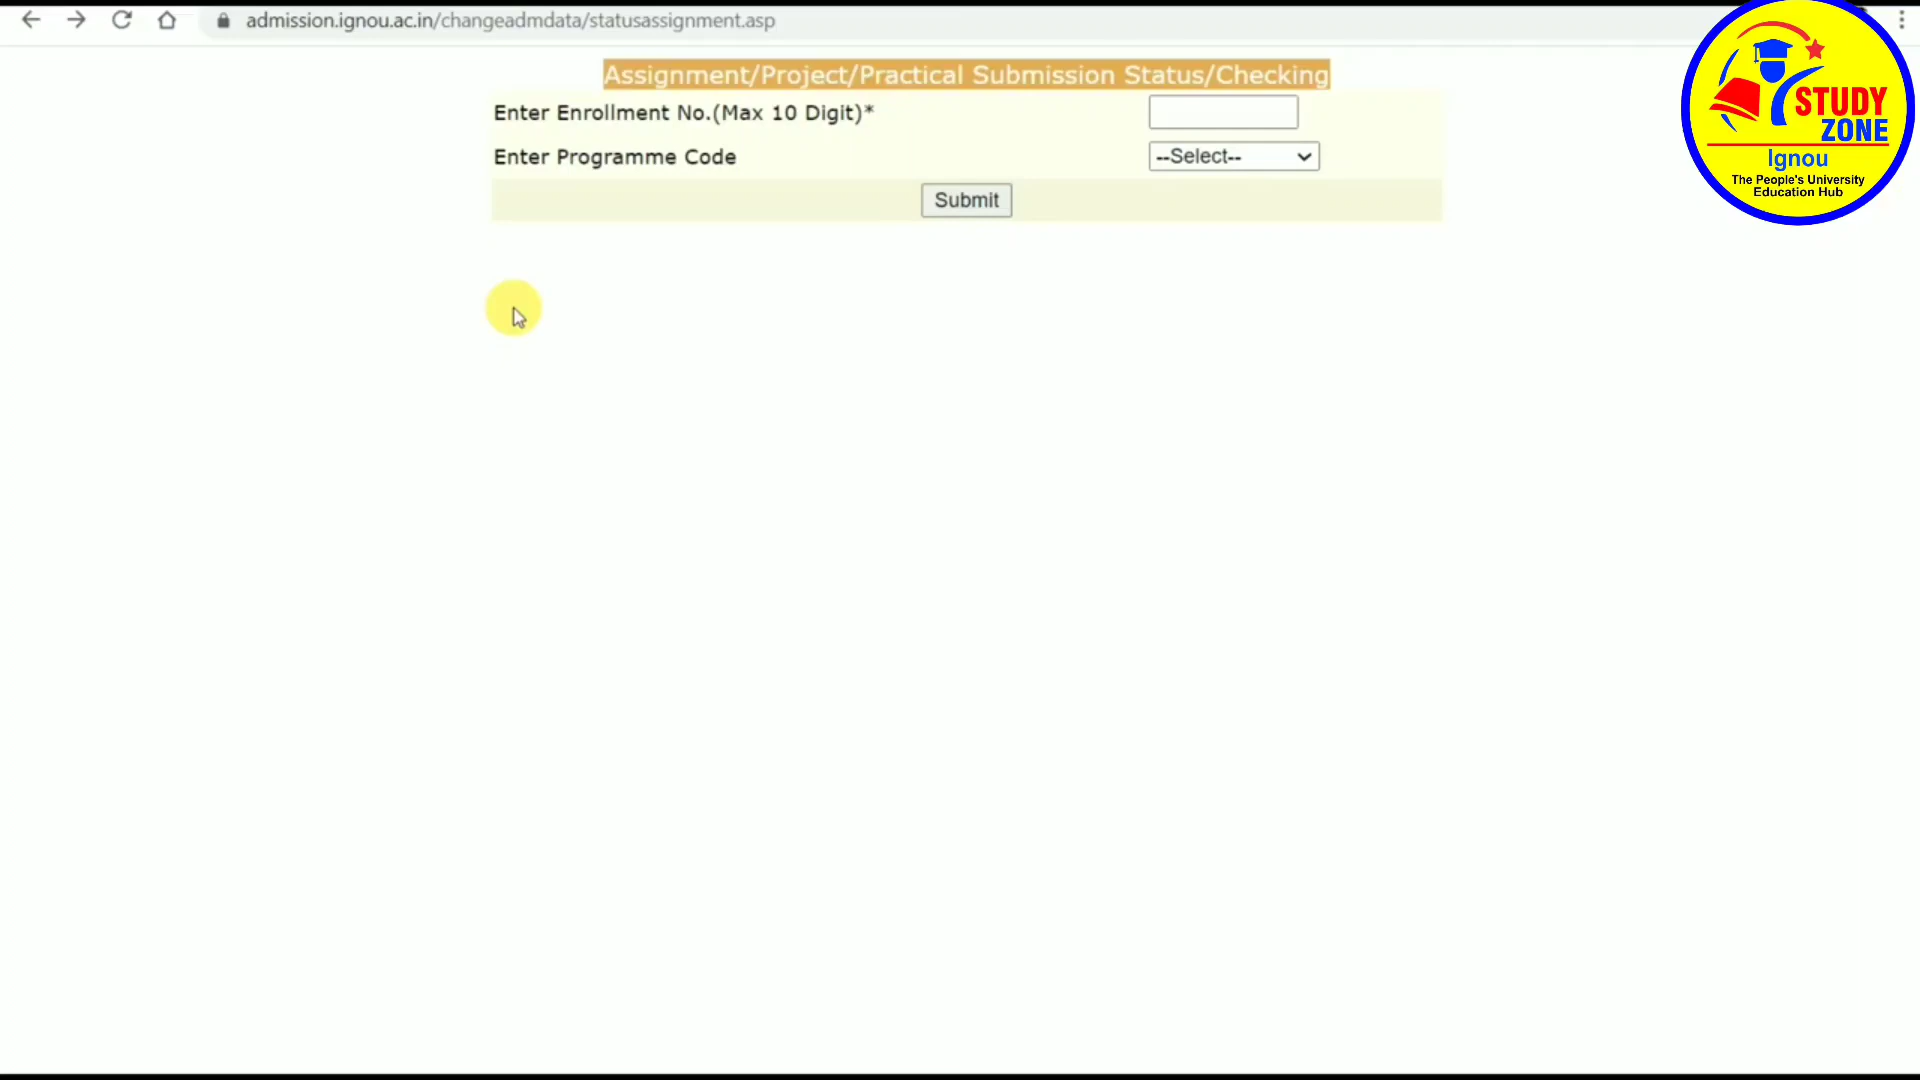 admission.ignou.ac.in/changeadmdata/statusassignment.asp
Assignment/Project/Practical Submission Status/Checking
Enter Enrollment No.(Max 10 Digit)*
Enter Programme Code
--Select--
Submit
STUDY
ZONE
Ignou
The People's University
Education Hub